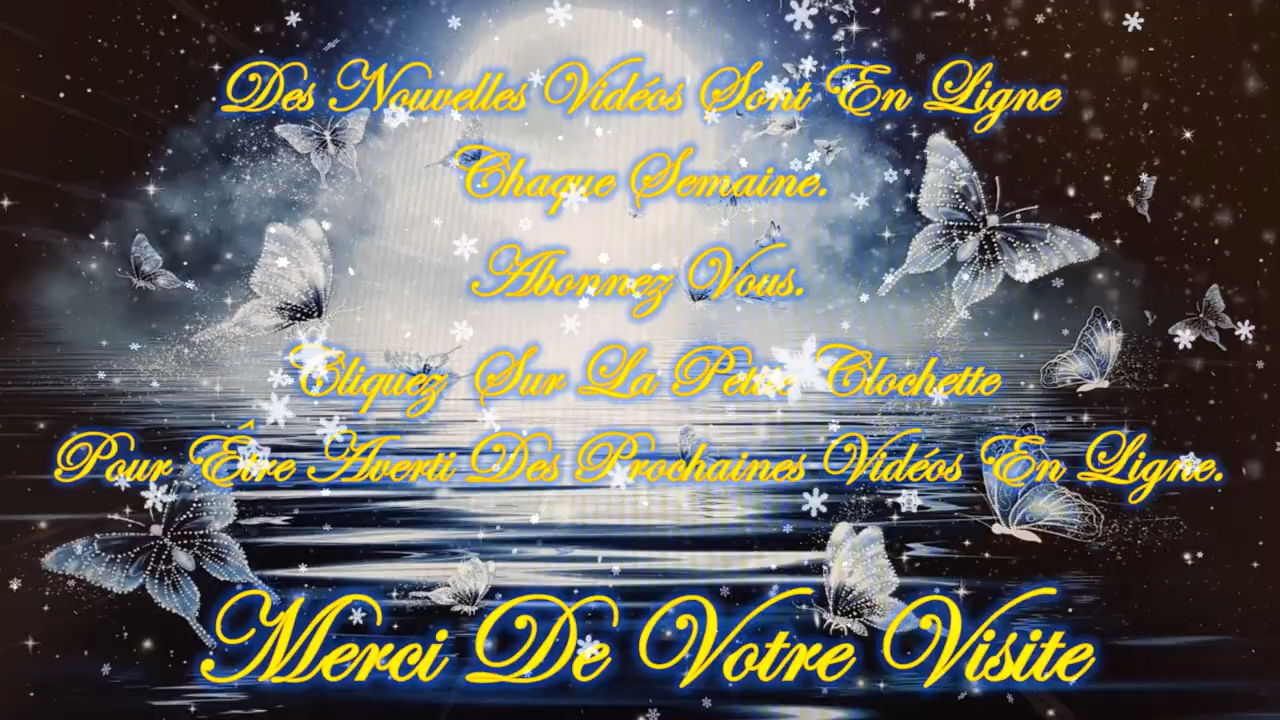 Des Nouvelles Vidéos Sont En Ligne
Chaque Semaine.
Abonnez Vous.
Cliquez Sur La Petite Clochette
Pour Être Averti Des Prochaines Vidéos En Ligne.
Merci De Votre Visite